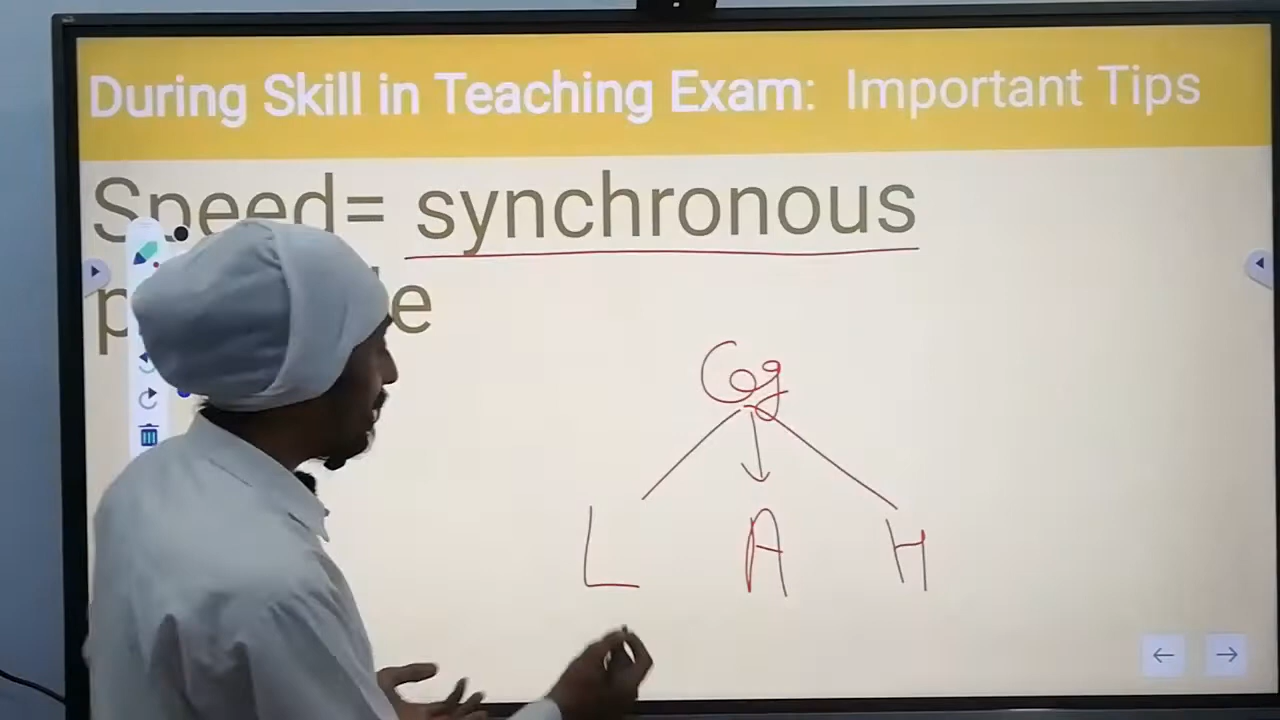 During Skill in Teaching Exam: Important Tips
Speed= synchronous
Cog
L A H